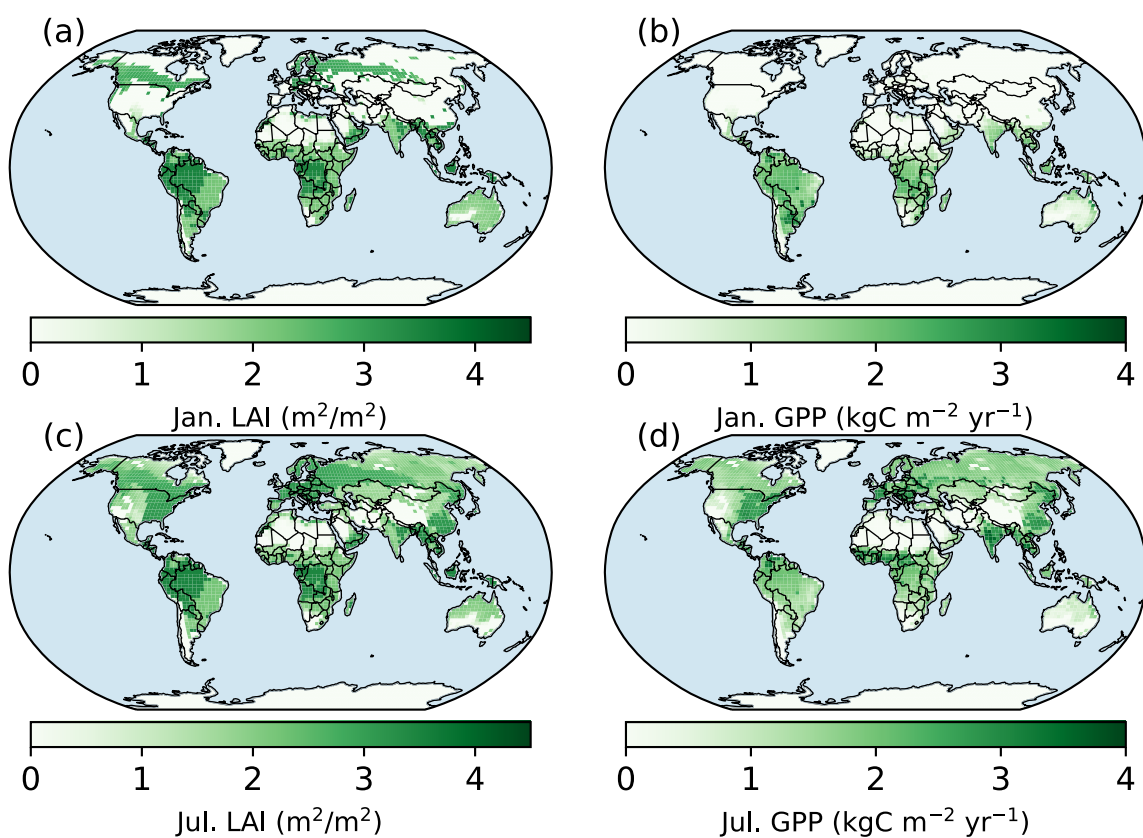 (a)
(b)
0 1 2 3 4
0 1 2 3 4
Jan. LAI (m²/m²)
Jan. GPP (kgC m⁻² yr⁻¹)
(c)
(d)
0 1 2 3 4
0 1 2 3 4
Jul. LAI (m²/m²)
Jul. GPP (kgC m⁻² yr⁻¹)